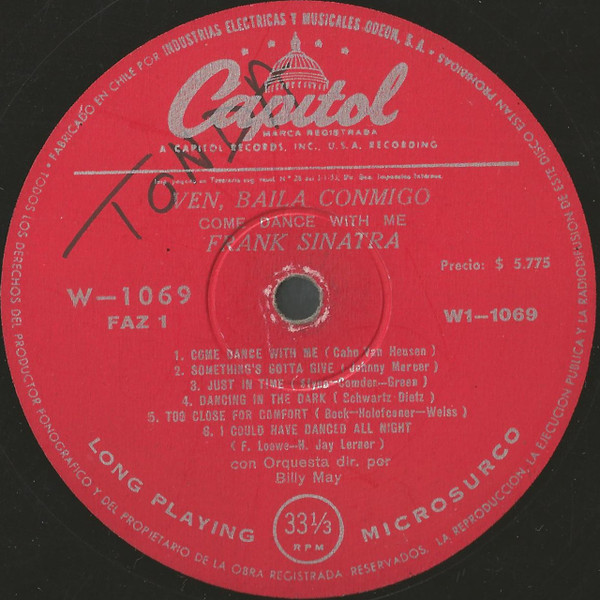 TODOS LOS DERECHOS DEL PRODUCTOR FONOGRAFICO Y DEL PROPIETARIO DE LA OBRA REGISTRADA RESERVADOS. LA REPRODUCCION, LA EJECUCION PUBLICA Y LA RADIODIFUSION DE ESTE DISCO ESTAN PROHIBIDAS
• FABRICADO EN CHILE POR INDUSTRIAS ELECTRICAS Y MUSICALES ODEON, S. A. •
Capitol
MARCA REGISTRADA
A CAPITOL RECORDS, INC., U.S.A. RECORDING
TONER
VEN, BAILA CONMIGO
COME DANCE WITH ME
FRANK SINATRA
Precio: $ 5.775
W—1069
FAZ 1
W1—1069
1. COME DANCE WITH ME ( Cahn Van Heusen )
2. SOMETHING'S GOTTA GIVE ( Johnny Mercer )
3. JUST IN TIME ( Styne—Comden—Green )
4. DANCING IN THE DARK ( Schwartz Dietz )
5. TOO CLOSE FOR COMFORT ( Bock—Holofcener—Weiss )
6. I COULD HAVE DANCED ALL NIGHT
( F. Loewe—H. Jay Lerner )
con Orquesta dir. por
Billy May
LONG PLAYING
33⅓
RPM
MICROSURCO